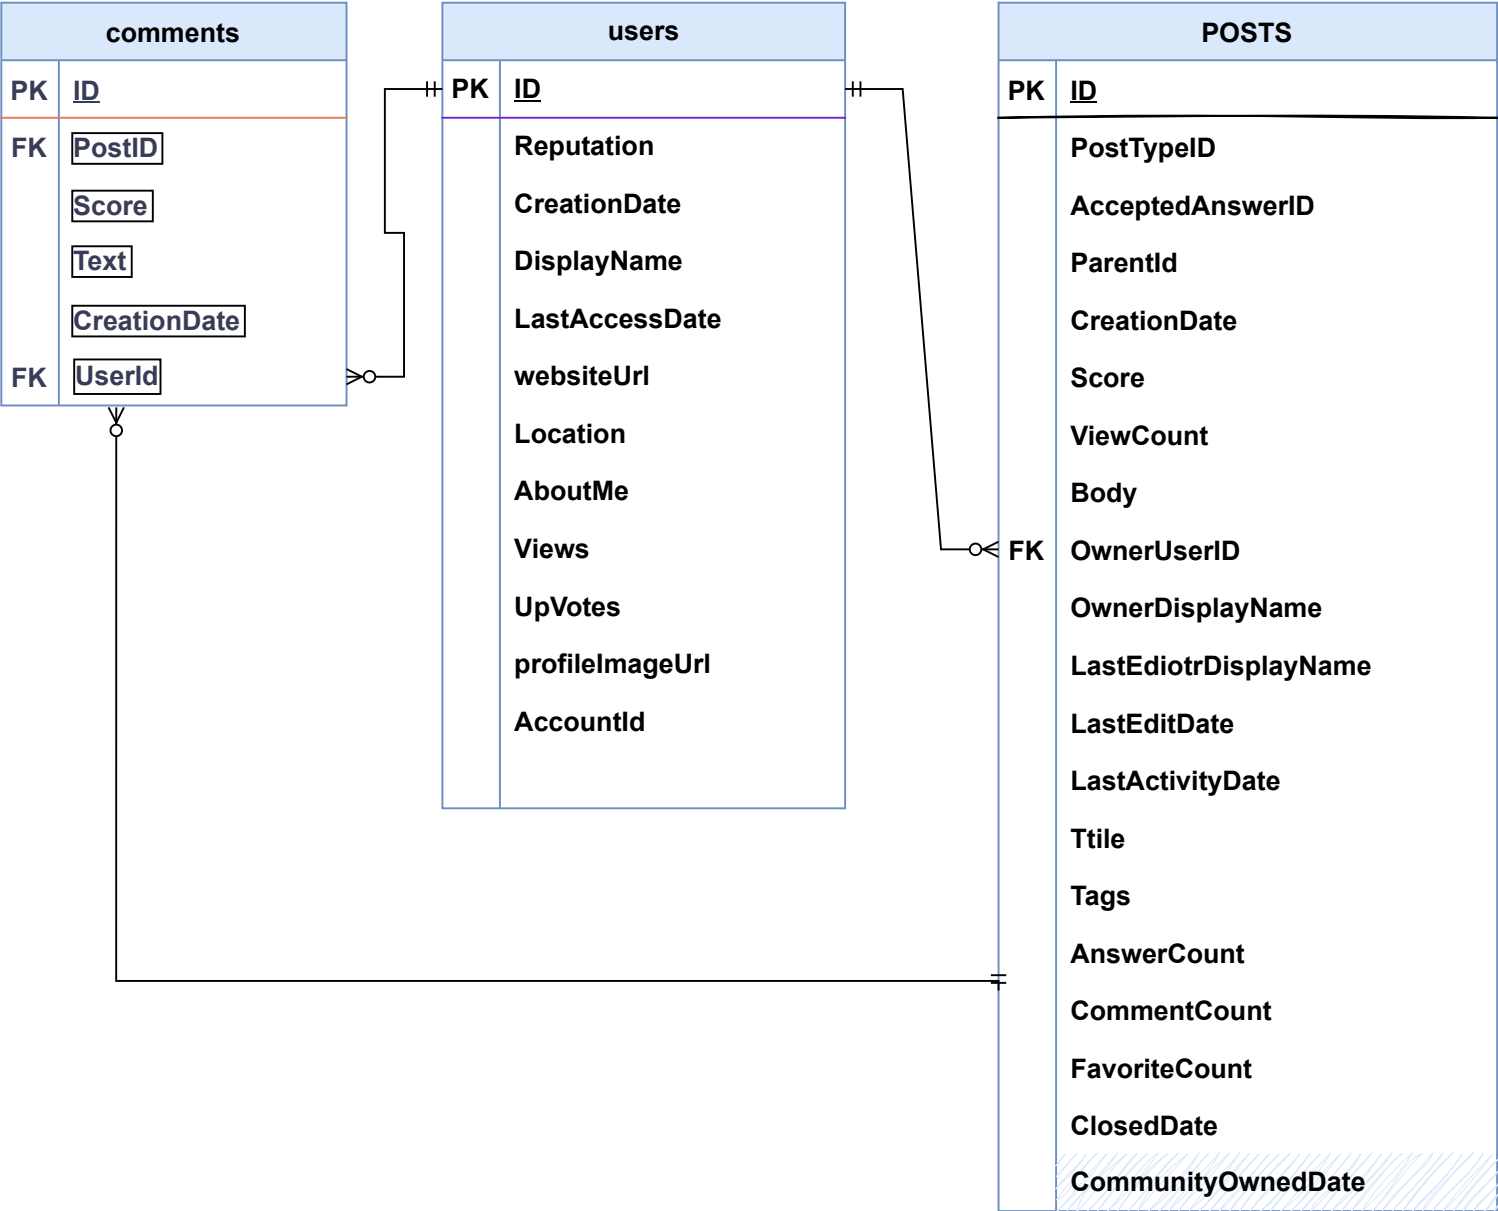 comments
PK ID
FK PostID
Score
Text
CreationDate
FK UserId
users
PK ID
Reputation
CreationDate
DisplayName
LastAccessDate
websiteUrl
Location
AboutMe
Views
UpVotes
profileImageUrl
AccountId
POSTS
PK ID
PostTypeID
AcceptedAnswerID
ParentId
CreationDate
Score
ViewCount
Body
FK OwnerUserID
OwnerDisplayName
LastEdiotrDisplayName
LastEditDate
LastActivityDate
Ttile
Tags
AnswerCount
CommentCount
FavoriteCount
ClosedDate
CommunityOwnedDate